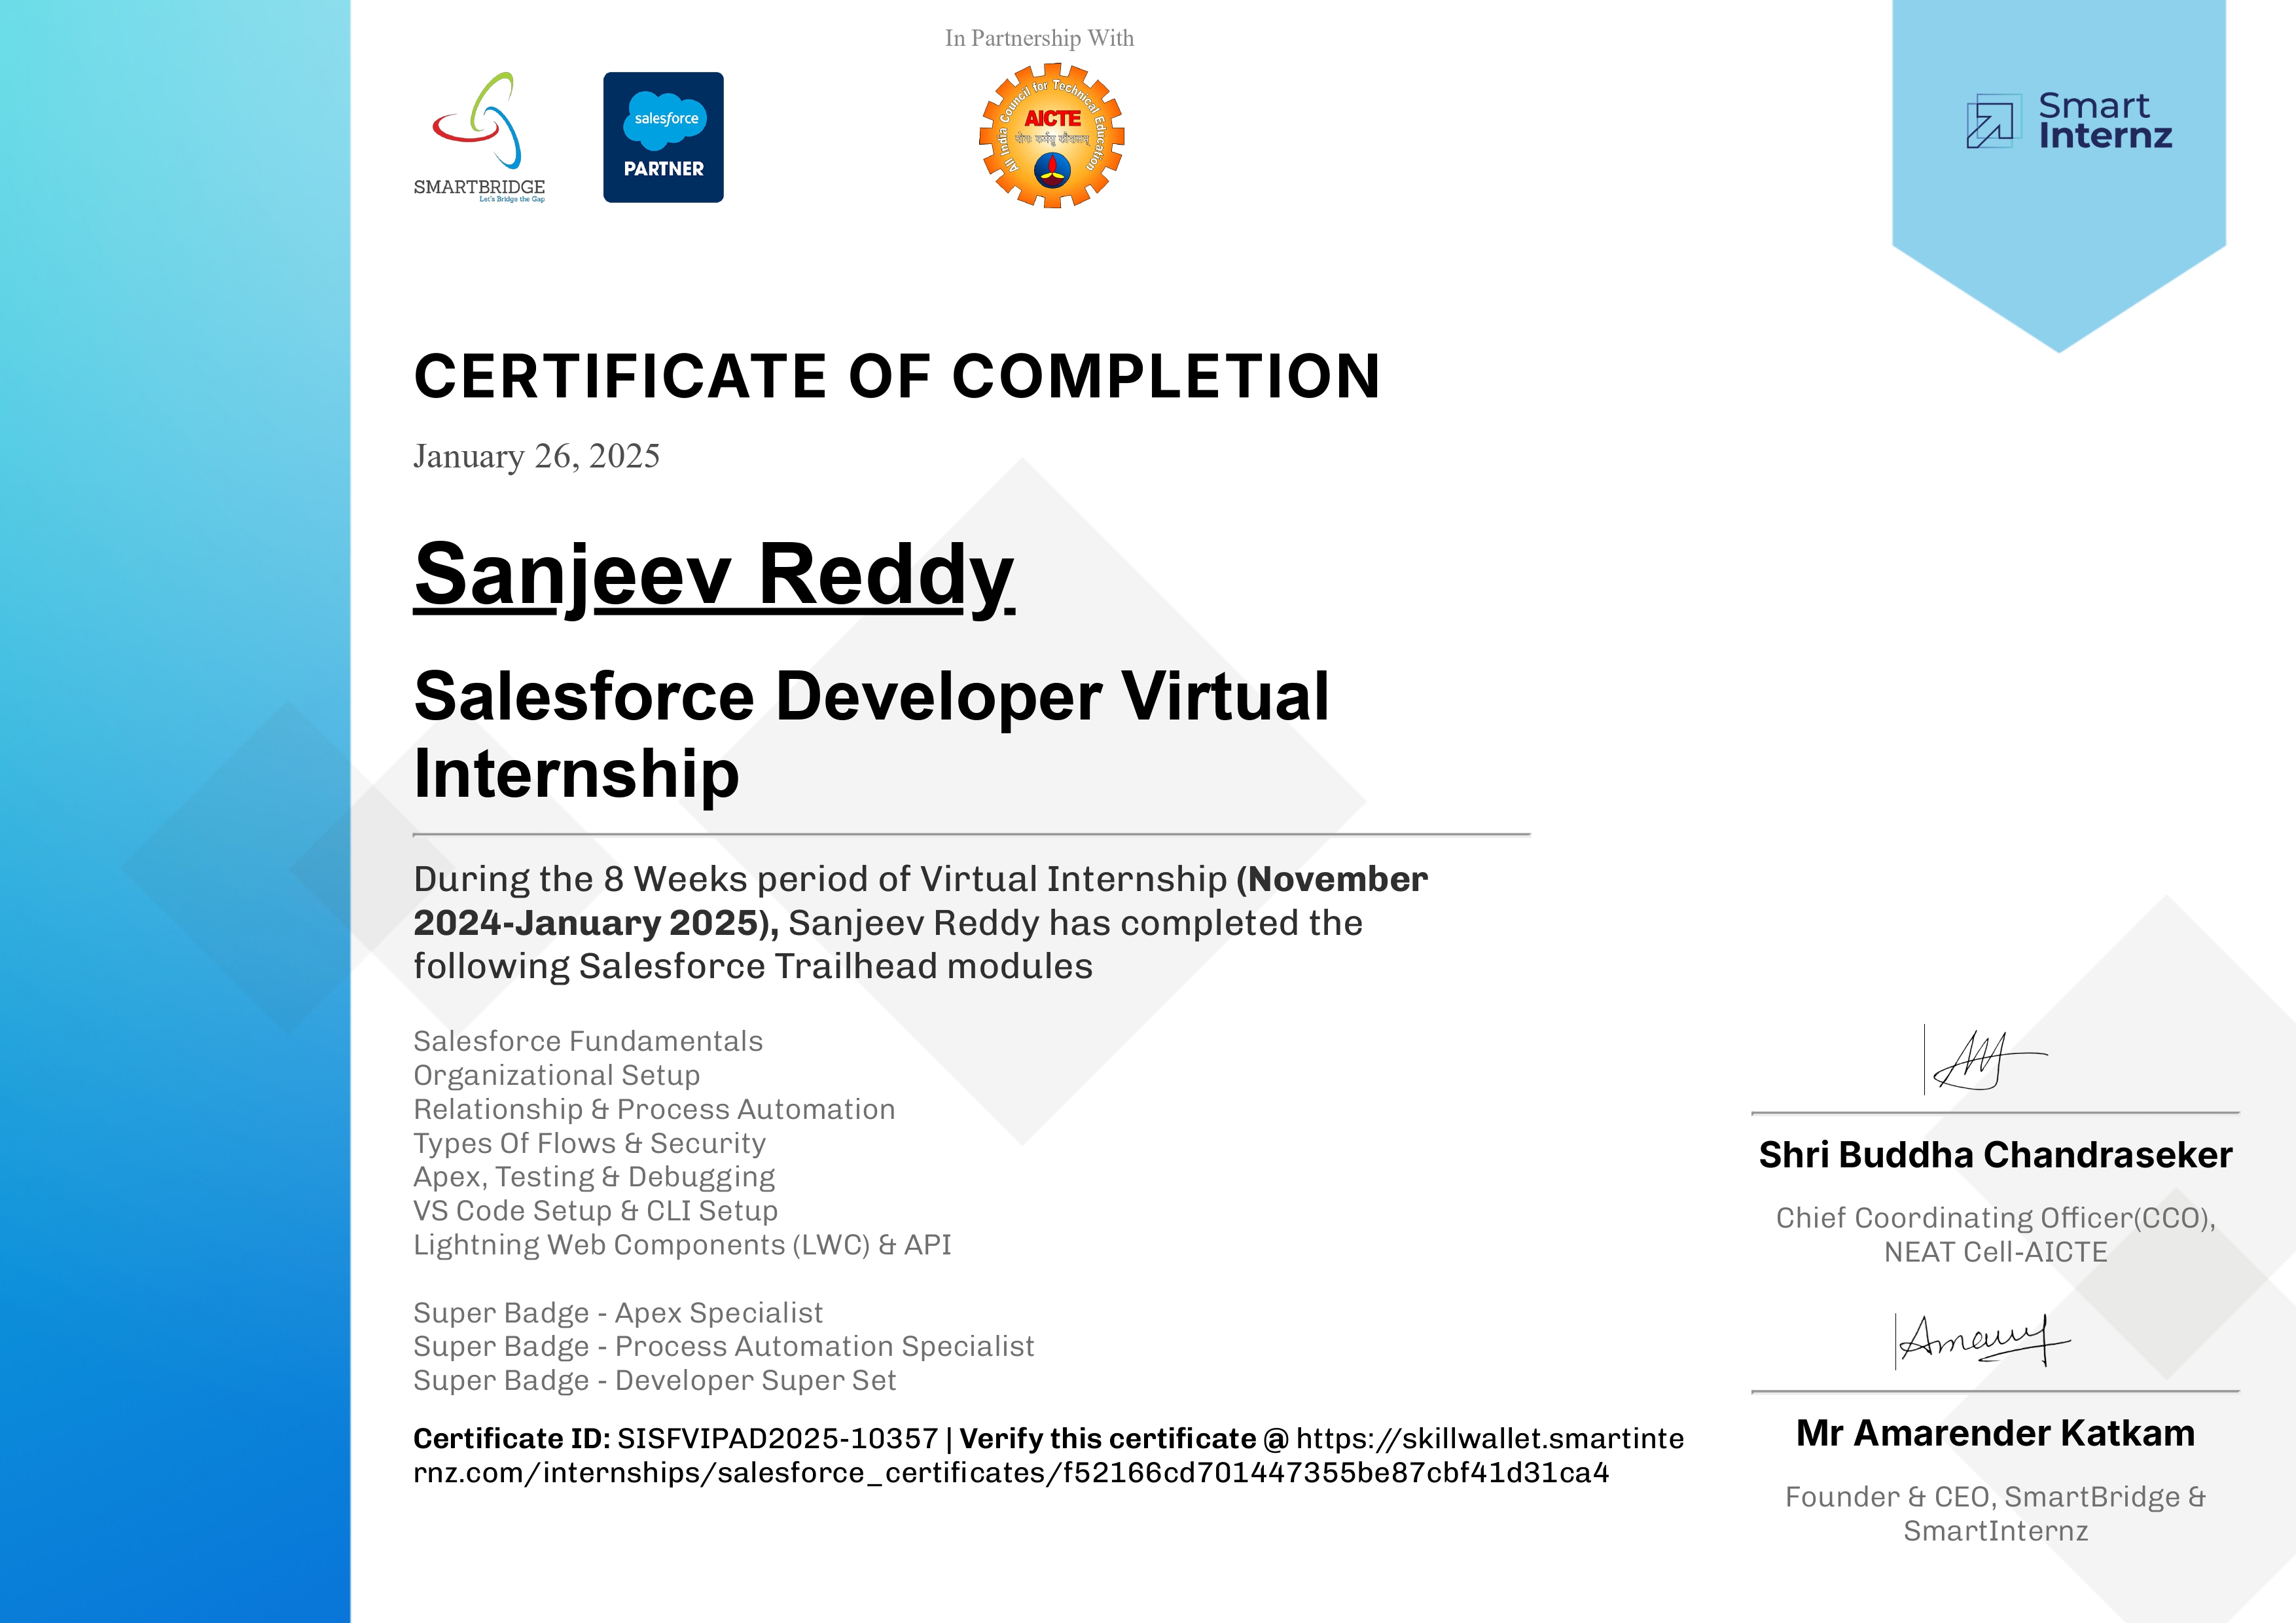 In Partnership With
SMARTBRIDGE
Let's Bridge the Gap
salesforce
PARTNER
All India Council for Technical Education
AICTE
योगः कर्मसु कौशलम्
Smart
Internz
CERTIFICATE OF COMPLETION
January 26, 2025
Sanjeev Reddy
Salesforce Developer Virtual
Internship
During the 8 Weeks period of Virtual Internship (November
2024-January 2025), Sanjeev Reddy has completed the
following Salesforce Trailhead modules
Salesforce Fundamentals
Organizational Setup
Relationship & Process Automation
Types Of Flows & Security
Apex, Testing & Debugging
VS Code Setup & CLI Setup
Lightning Web Components (LWC) & API
Super Badge - Apex Specialist
Super Badge - Process Automation Specialist
Super Badge - Developer Super Set
Certificate ID: SISFVIPAD2025-10357 | Verify this certificate @ https://skillwallet.smartinte
rnz.com/internships/salesforce_certificates/f52166cd701447355be87cbf41d31ca4
Shri Buddha Chandraseker
Chief Coordinating Officer(CCO),
NEAT Cell-AICTE
Mr Amarender Katkam
Founder & CEO, SmartBridge &
SmartInternz